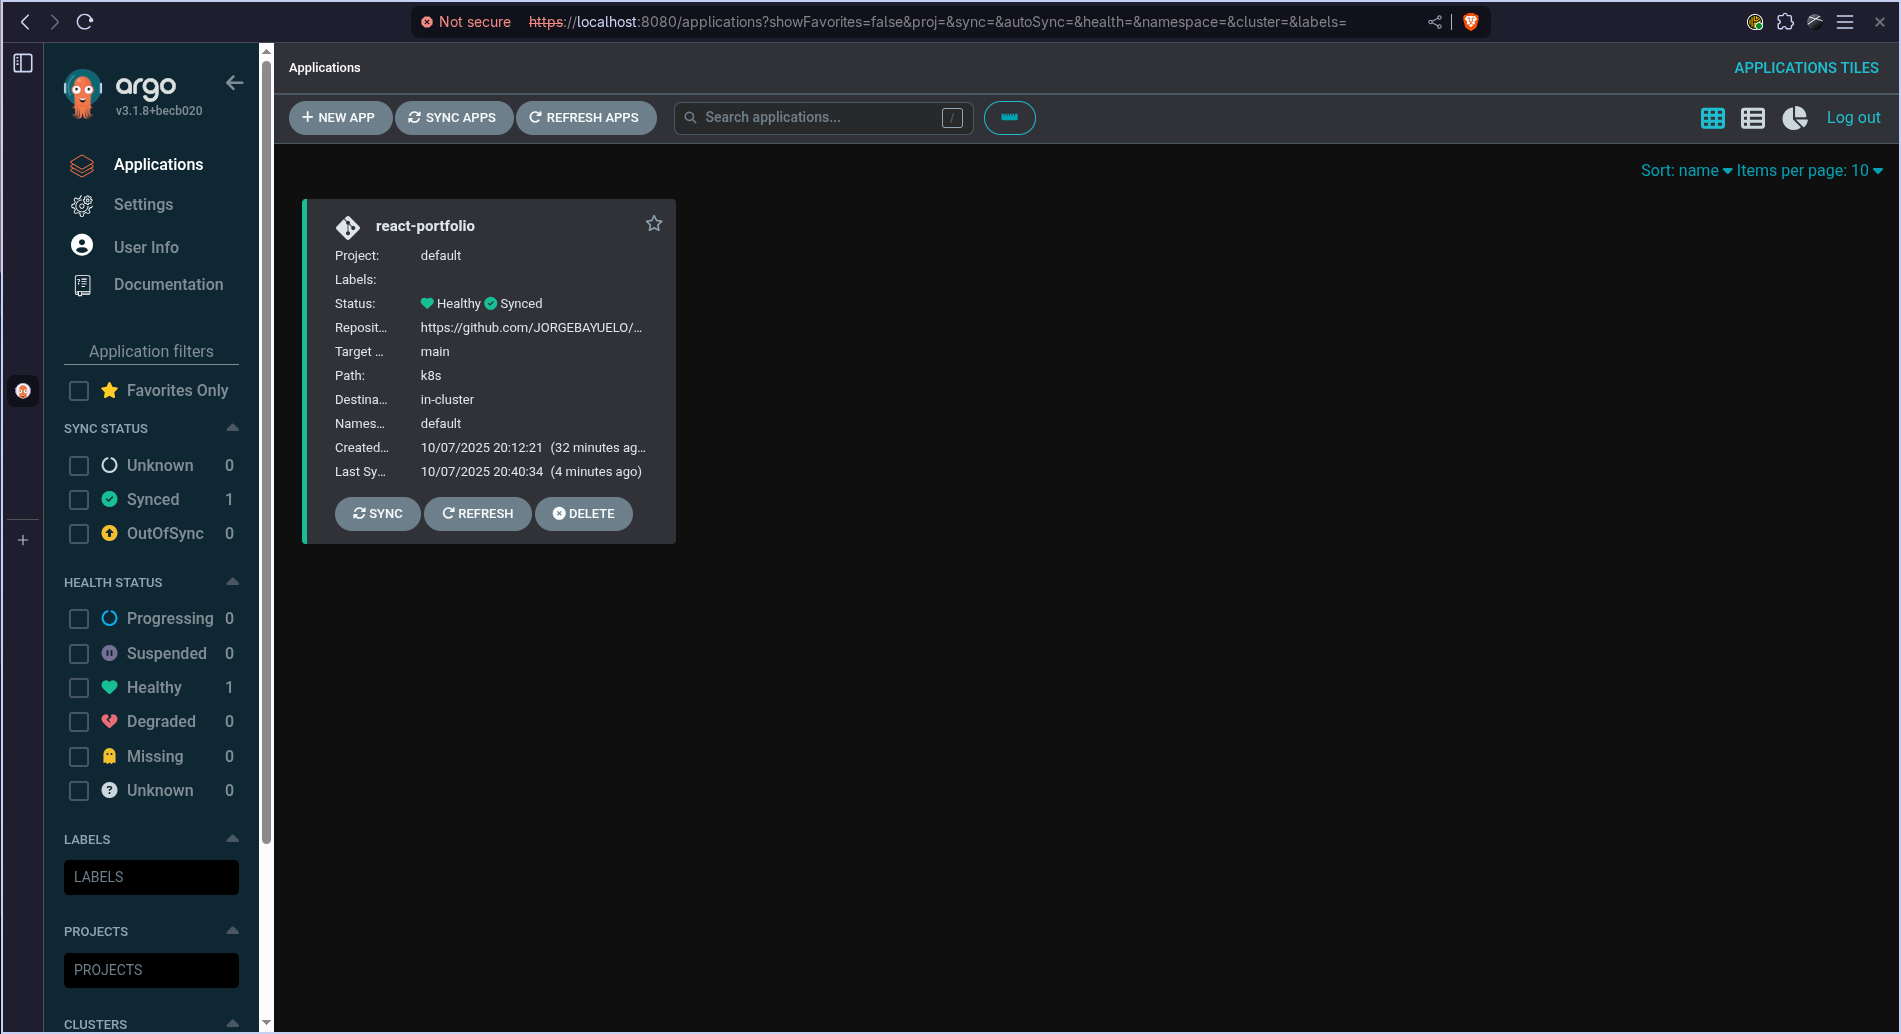 Not secure https://localhost:8080/applications?showFavorites=false&proj=&sync=&autoSync=&health=&namespace=&cluster=&labels=
argo
v3.1.8+becb020
Applications
Settings
User Info
Documentation
Application filters
Favorites Only
SYNC STATUS
Unknown 0
Synced 1
OutOfSync 0
HEALTH STATUS
Progressing 0
Suspended 0
Healthy 1
Degraded 0
Missing 0
Unknown 0
LABELS
LABELS
PROJECTS
PROJECTS
CLUSTERS
Applications
APPLICATIONS TILES
NEW APP SYNC APPS REFRESH APPS Search applications... / Log out
Sort: name Items per page: 10
react-portfolio
Project: default
Labels:
Status: Healthy Synced
Reposit... https://github.com/JORGEBAYUELO/...
Target ... main
Path: k8s
Destina... in-cluster
Names... default
Created... 10/07/2025 20:12:21 (32 minutes ag...
Last Sy... 10/07/2025 20:40:34 (4 minutes ago)
SYNC REFRESH DELETE